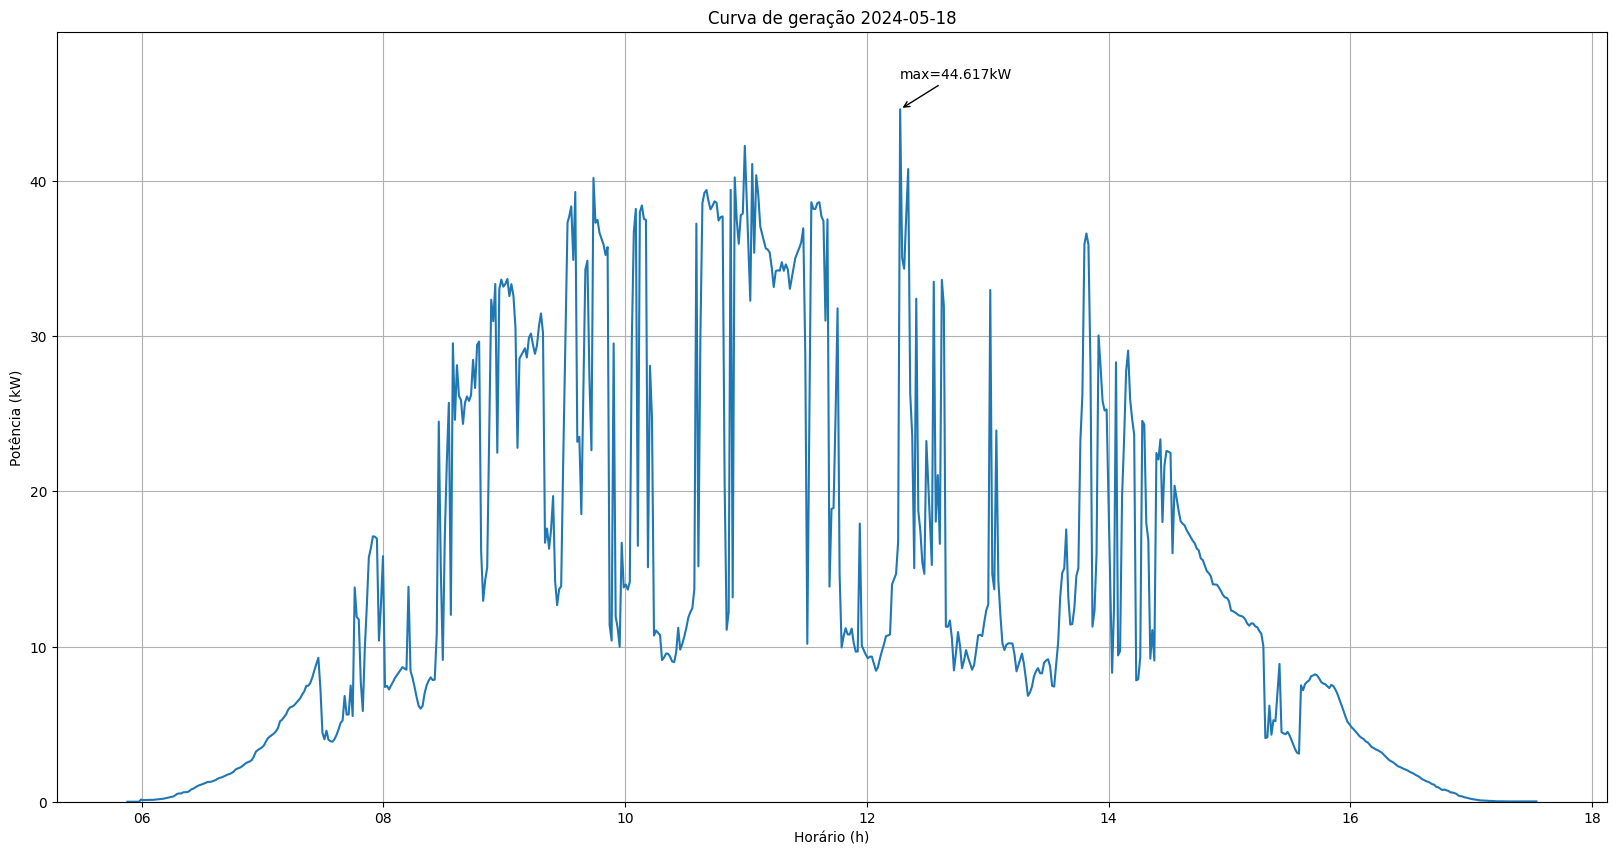 Curva de geração 2024-05-18
max=44.617kW
40
30
20
10
0
Potência (kW)
06 08 10 12 14 16 18
Horário (h)